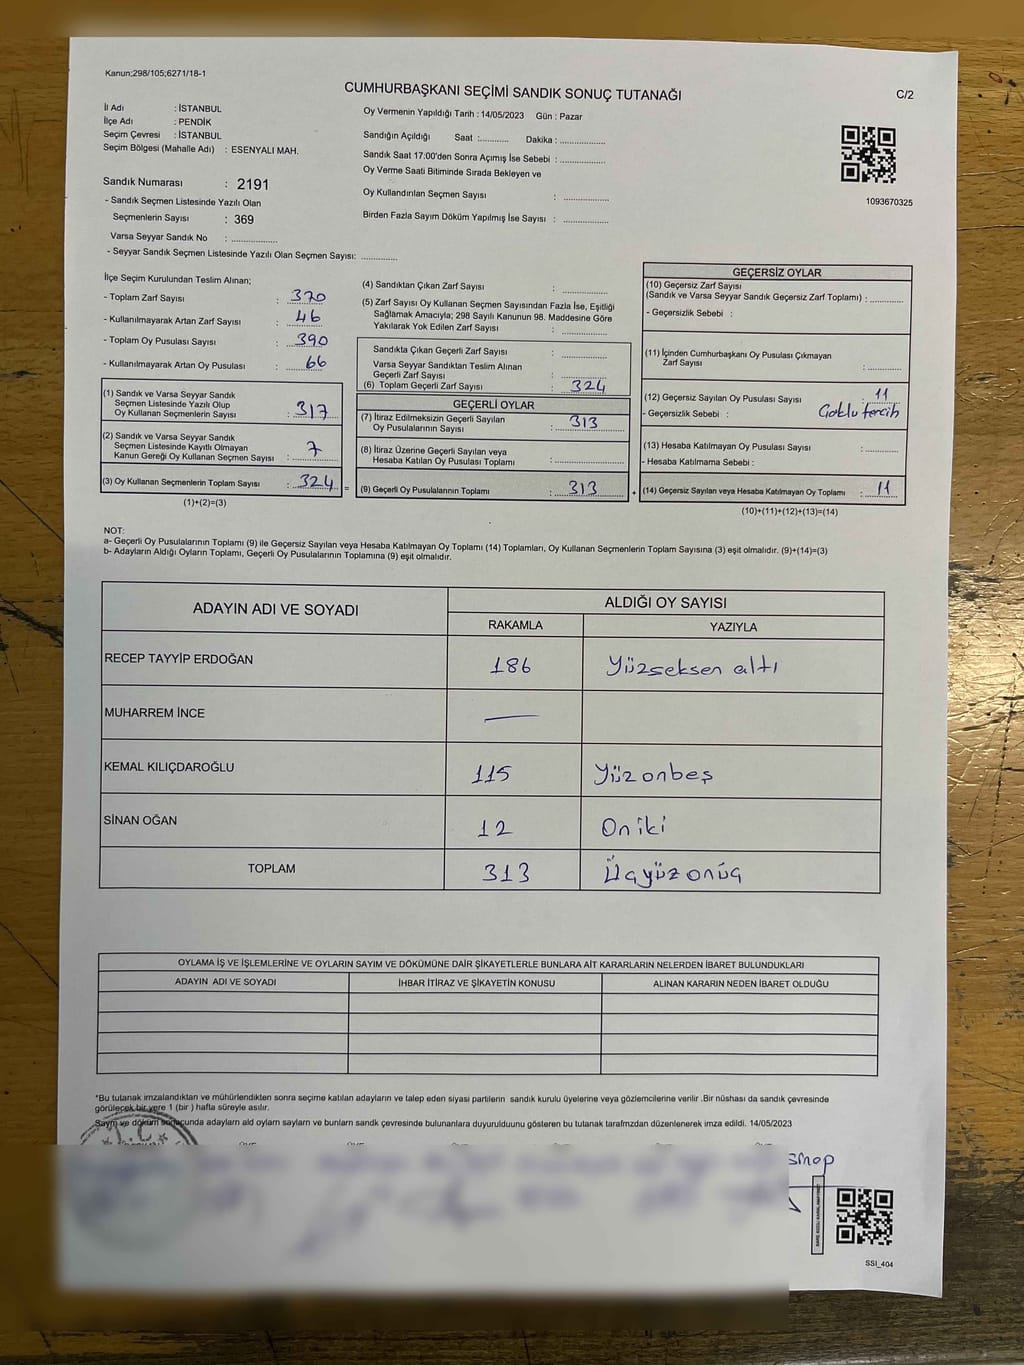 Kanun;298/105;6271/18-1
CUMHURBAŞKANI SEÇİMİ SANDIK SONUÇ TUTANAĞI
C/2
İl Adı : İSTANBUL
İlçe Adı : PENDİK
Seçim Çevresi : İSTANBUL
Seçim Bölgesi (Mahalle Adı) : ESENYALI MAH.
Sandık Numarası : 2191
- Sandık Seçmen Listesinde Yazılı Olan
Seçmenlerin Sayısı : 369
Varsa Seyyar Sandık No : ..............
- Seyyar Sandık Seçmen Listesinde Yazılı Olan Seçmen Sayısı: ............
Oy Vermenin Yapıldığı Tarih : 14/05/2023 Gün : Pazar
Sandığın Açıldığı Saat :.......... Dakika : ..............
Sandık Saat 17:00'den Sonra Açımış İse Sebebi : ..............
Oy Verme Saati Bitiminde Sırada Bekleyen ve
Oy Kullandırılan Seçmen Sayısı : ..............
Birden Fazla Sayım Döküm Yapılmış İse Sayısı : ..............
1093670325
İlçe Seçim Kurulundan Teslim Alınan;
- Toplam Zarf Sayısı : 370
- Kullanılmayarak Artan Zarf Sayısı : 46
- Toplam Oy Pusulası Sayısı : 390
- Kullanılmayarak Artan Oy Pusulası : 66
(1) Sandık ve Varsa Seyyar Sandık
Seçmen Listesinde Yazılı Olup
Oy Kullanan Seçmenlerin Sayısı : 317
(2) Sandık ve Varsa Seyyar Sandık
Seçmen Listesinde Kayıtlı Olmayan
Kanun Gereği Oy Kullanan Seçmen Sayısı : 7
(3) Oy Kullanan Seçmenlerin Toplam Sayısı : 324 =
(1)+(2)=(3)
(4) Sandıktan Çıkan Zarf Sayısı : ..............
(5) Zarf Sayısı Oy Kullanan Seçmen Sayısından Fazla İse, Eşitliği
Sağlamak Amacıyla; 298 Sayılı Kanunun 98. Maddesine Göre
Yakılarak Yok Edilen Zarf Sayısı : ..............
Sandıkta Çıkan Geçerli Zarf Sayısı : ..............
Varsa Seyyar Sandıktan Teslim Alınan
Geçerli Zarf Sayısı : ..............
(6) Toplam Geçerli Zarf Sayısı : 324
GEÇERLİ OYLAR
(7) İtiraz Edilmeksizin Geçerli Sayılan
Oy Pusulalarının Sayısı : 313
(8) İtiraz Üzerine Geçerli Sayılan veya
Hesaba Katılan Oy Pusulası Toplamı : ..............
(9) Geçerli Oy Pusulalarının Toplamı : 313 +
GEÇERSİZ OYLAR
(10) Geçersiz Zarf Sayısı
(Sandık ve Varsa Seyyar Sandık Geçersiz Zarf Toplamı) : ..........
- Geçersizlik Sebebi :
(11) İçinden Cumhurbaşkanı Oy Pusulası Çıkmayan
Zarf Sayısı : ..........
(12) Geçersiz Sayılan Oy Pusulası Sayısı : 11
- Geçersizlik Sebebi : Çoklu tercih
(13) Hesaba Katılmayan Oy Pusulası Sayısı : ..........
- Hesaba Katılmama Sebebi :
(14) Geçersiz Sayılan veya Hesaba Katılmayan Oy Toplamı : 11
(10)+(11)+(12)+(13)=(14)
NOT:
a- Geçerli Oy Pusulalarının Toplamı (9) ile Geçersiz Sayılan veya Hesaba Katılmayan Oy Toplamı (14) Toplamları, Oy Kullanan Seçmenlerin Toplam Sayısına (3) eşit olmalıdır. (9)+(14)=(3)
b- Adayların Aldığı Oyların Toplamı, Geçerli Oy Pusulalarının Toplamına (9) eşit olmalıdır.
ADAYIN ADI VE SOYADI ALDIĞI OY SAYISI
RAKAMLA YAZIYLA
RECEP TAYYİP ERDOĞAN 186 Yüzseksen altı
MUHARREM İNCE —
KEMAL KILIÇDAROĞLU 115 Yüzonbeş
SİNAN OĞAN 12 Oniki
TOPLAM 313 Üçyüzonüç
OYLAMA İŞ VE İŞLEMLERİNE VE OYLARIN SAYIM VE DÖKÜMÜNE DAİR ŞİKAYETLERLE BUNLARA AİT KARARLARIN NELERDEN İBARET BULUNDUKLARI
ADAYIN ADI VE SOYADI İHBAR İTİRAZ VE ŞİKAYETİN KONUSU ALINAN KARARIN NEDEN İBARET OLDUĞU
*Bu tutanak imzalandıktan ve mühürlendikten sonra seçime katılan adayların ve talep eden siyasi partilerin sandık kurulu üyelerine veya gözlemcilerine verilir .Bir nüshası da sandık çevresinde
görülecek bir yere 1 (bir ) hafta süreyle asılır.
Sayım ve döküm sonucunda adayları ald oyların sayları ve bunların sandk çevresinde bulunanlara duyurulduunu gösteren bu tutanak tarafmzdan düzenlenerek imza edildi. 14/05/2023
T.C.
SSI_404